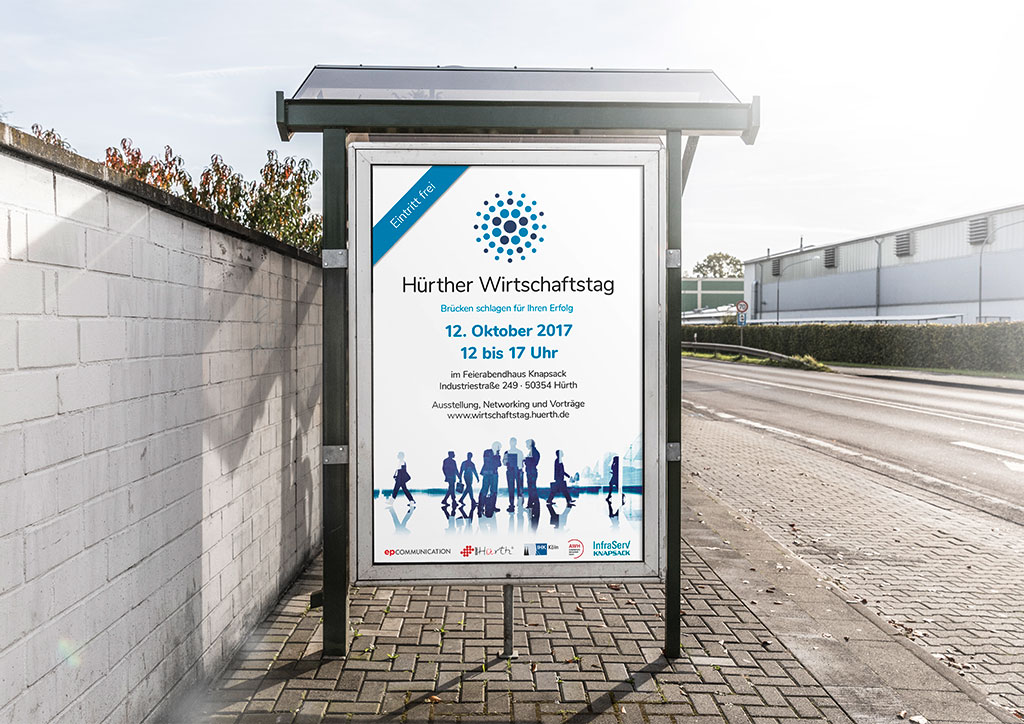 Eintritt frei
Hürther Wirtschaftstag
Brücken schlagen für Ihren Erfolg
12. Oktober 2017
12 bis 17 Uhr
im Feierabendhaus Knapsack
Industriestraße 249 · 50354 Hürth
Ausstellung, Networking und Vorträge
www.wirtschaftstag.huerth.de
epCOMMUNICATION
Hürth
IHK Köln
AWH
InfraServ
KNAPSACK